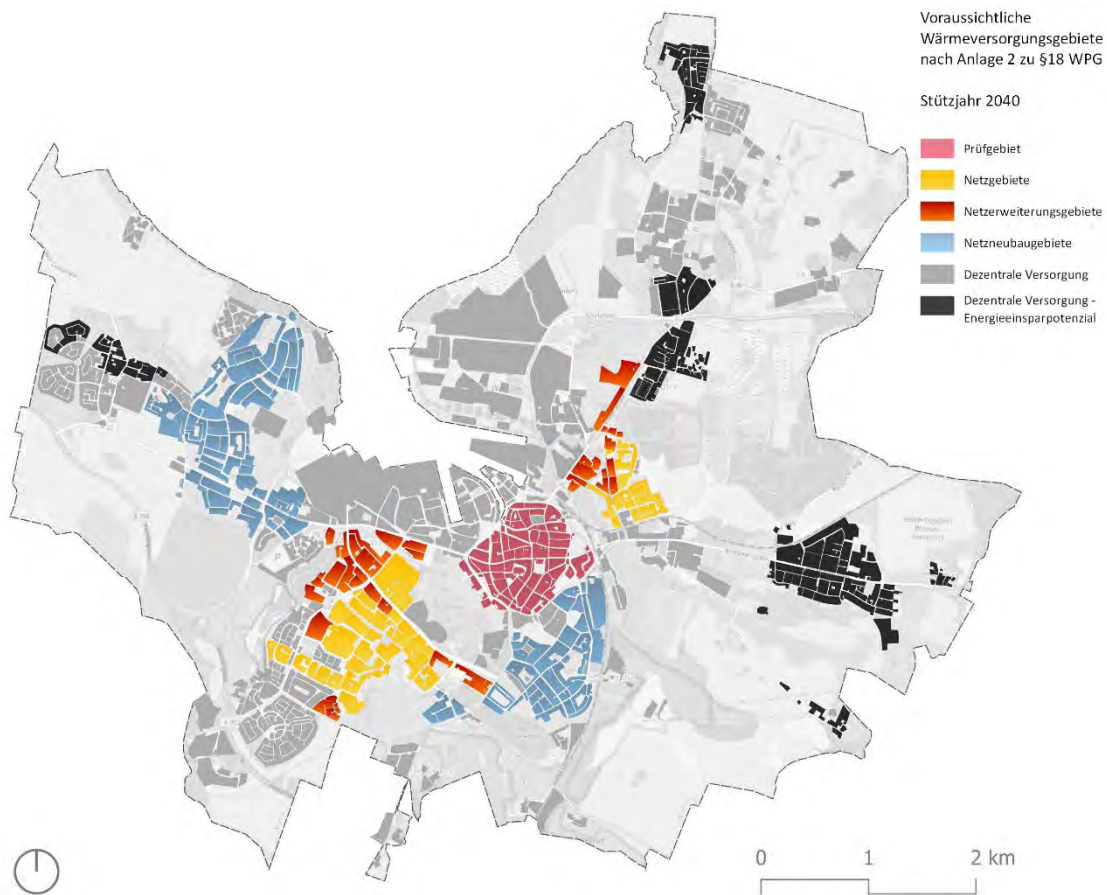 Voraussichtliche
Wärmeversorgungsgebiete
nach Anlage 2 zu §18 WPG
Stützjahr 2040
Prüfgebiet
Netzgebiete
Netzerweiterungsgebiete
Netzneubaugebiete
Dezentrale Versorgung
Dezentrale Versorgung -
Energieeinsparpotenzial
P
0 1 2 km